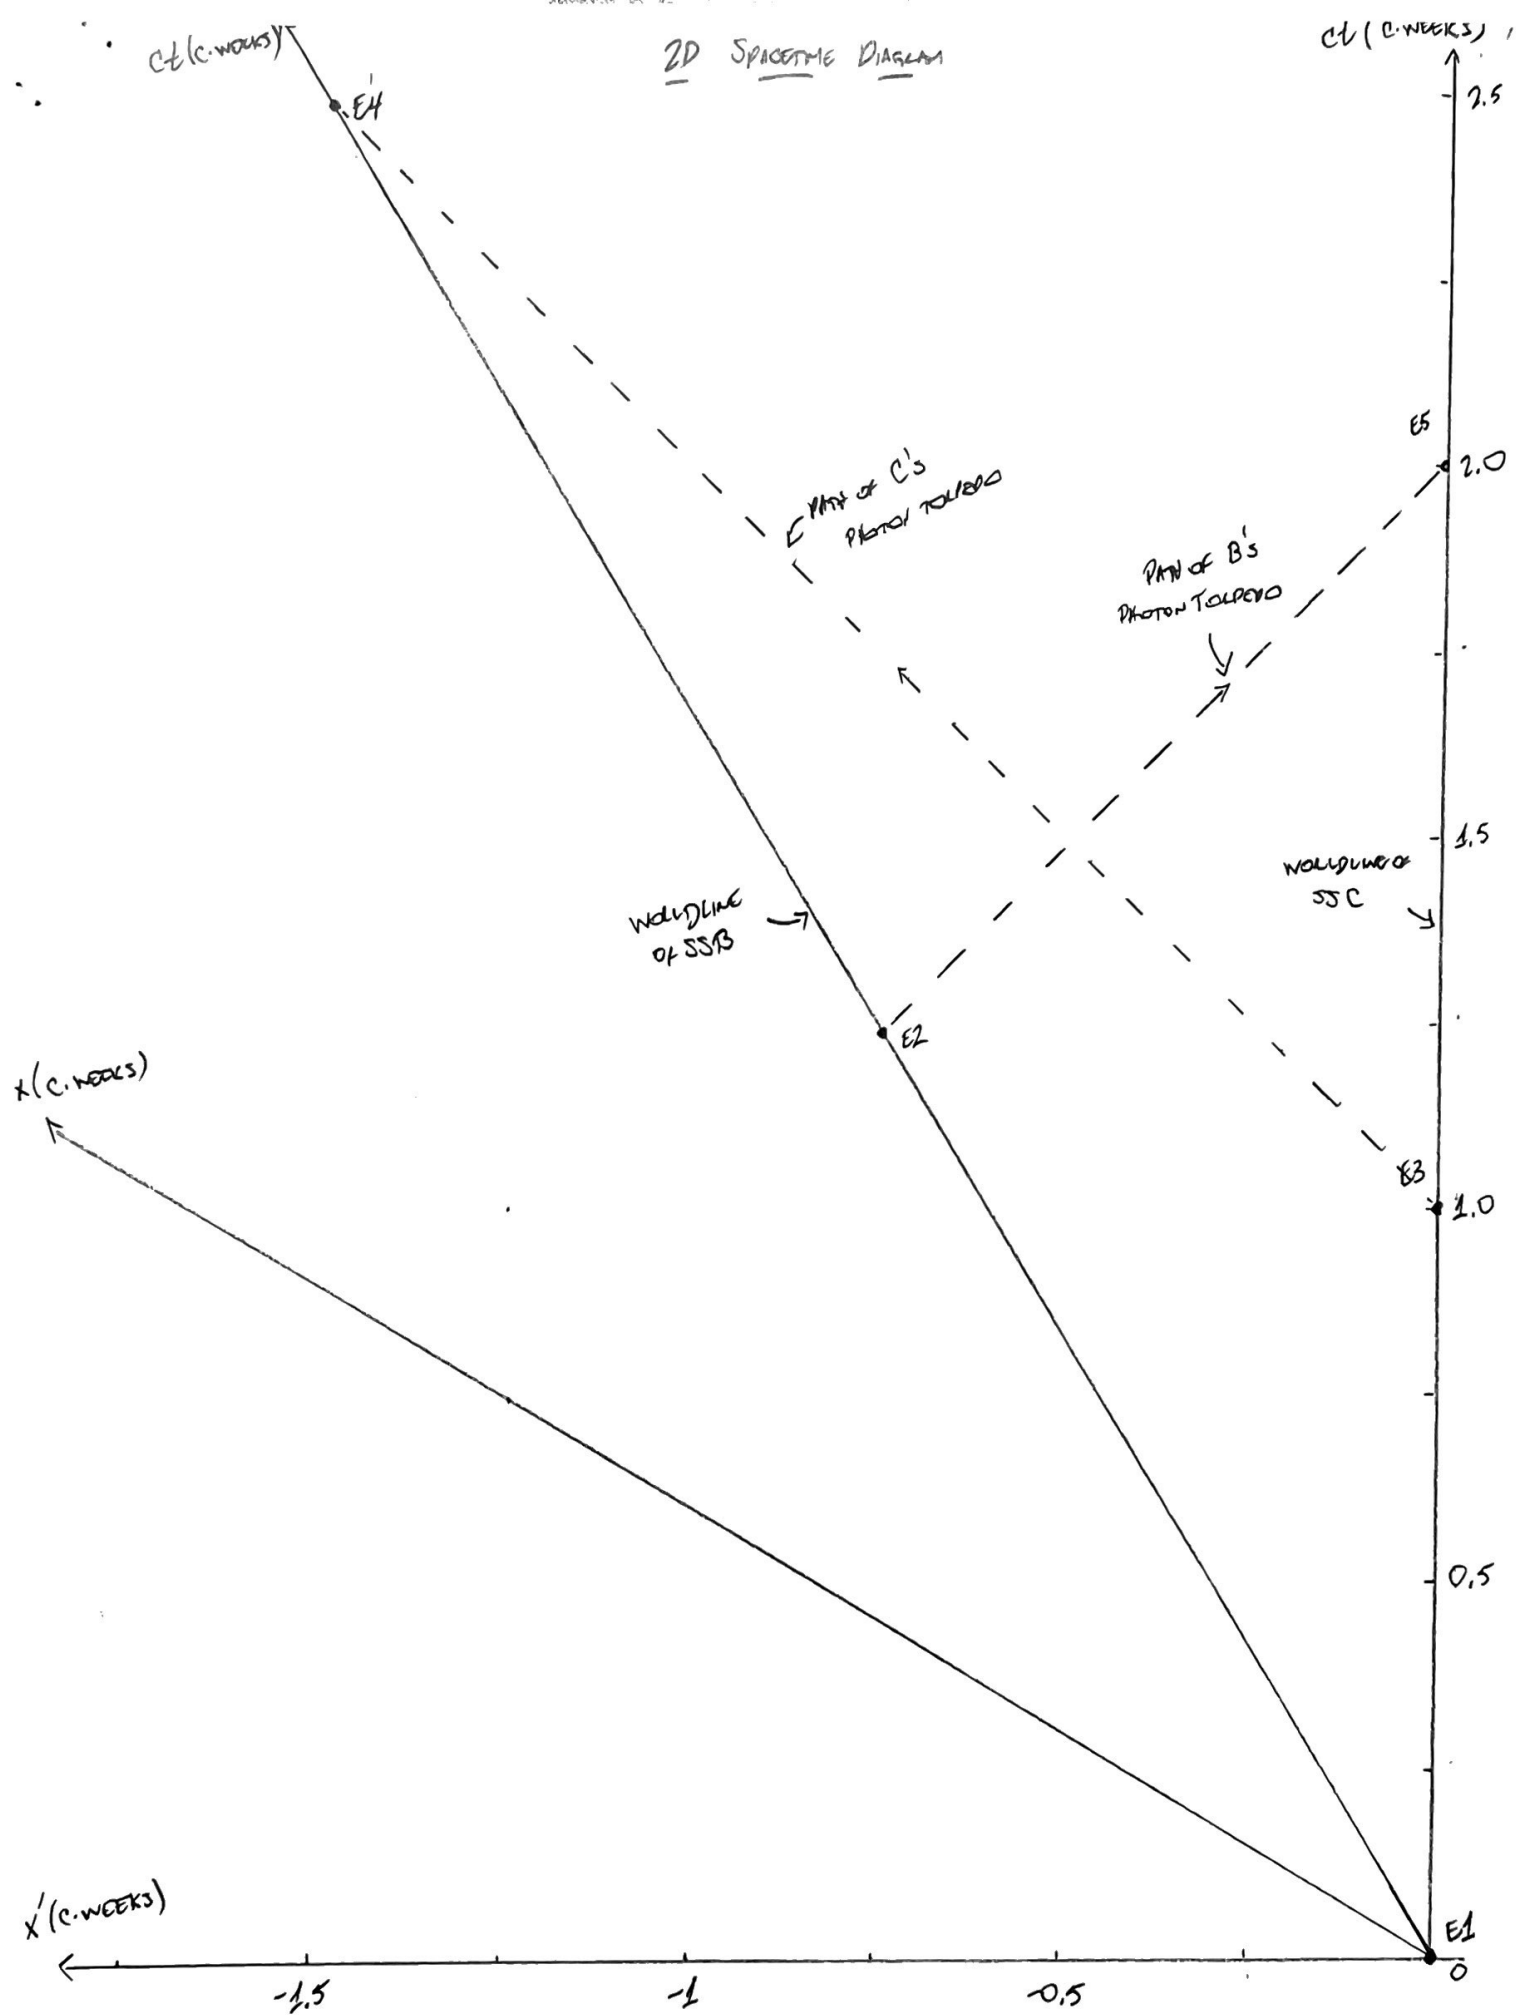 2D SPACETIME DIAGRAM
ct (c.weeks)
ct' (c.weeks)
2.5
E4
E5
2.0
PATH OF C's
PHOTON TORPEDO
PATH OF B's
PHOTON TORPEDO
1.5
WORLDLINE OF
SSC
WORLDLINE
OF SSB
E2
x (c.weeks)
E3
1.0
0.5
x' (c.weeks)
E1
0
-1.5
-1
-0.5